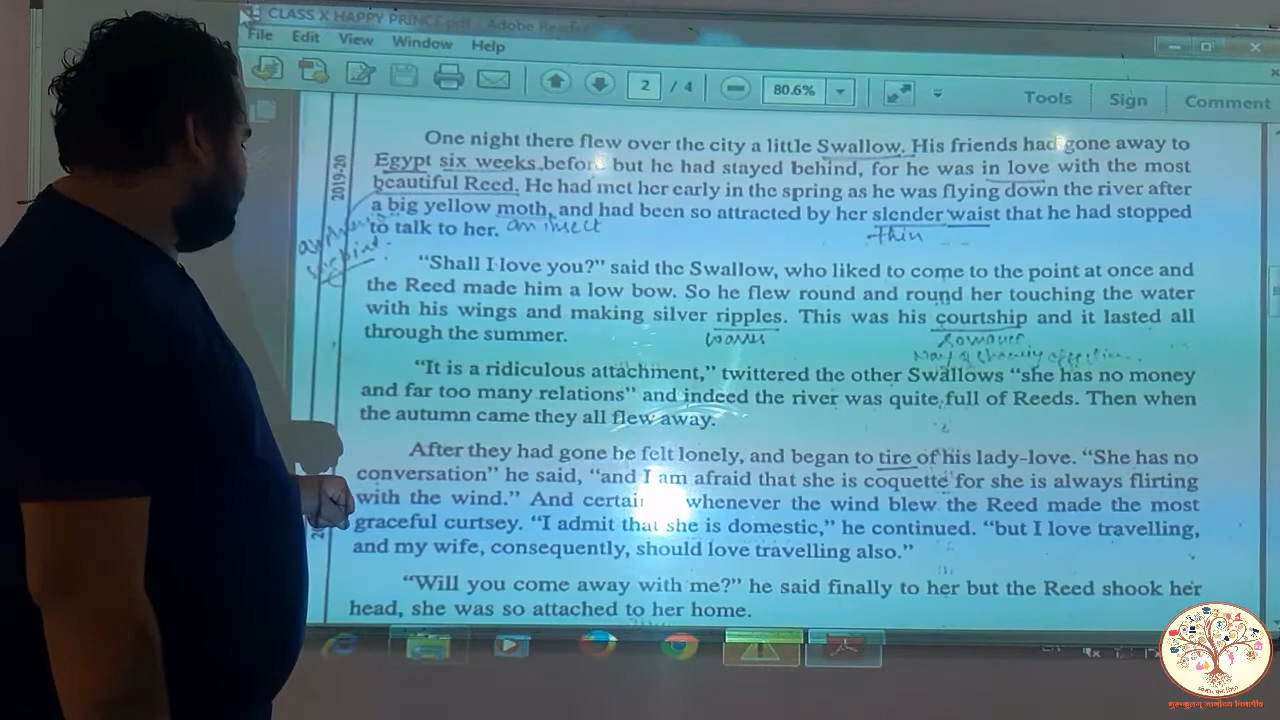 CLASS X HAPPY PRINCE.pdf - Adobe Reader
File Edit View Window Help
2 / 4 80.6% Tools Sign Comment
2019-20
One night there flew over the city a little Swallow. His friends had gone away to
Egypt six weeks before but he had stayed behind, for he was in love with the most
beautiful Reed. He had met her early in the spring as he was flying down the river after
a big yellow moth, and had been so attracted by her slender waist that he had stopped
to talk to her. an insect
thin
"Shall I love you?" said the Swallow, who liked to come to the point at once and
the Reed made him a low bow. So he flew round and round her touching the water
with his wings and making silver ripples. This was his courtship and it lasted all
through the summer.
"It is a ridiculous attachment," twittered the other Swallows "she has no money
and far too many relations" and indeed the river was quite full of Reeds. Then when
the autumn came they all flew away.
After they had gone he felt lonely, and began to tire of his lady-love. "She has no
conversation" he said, "and I am afraid that she is coquette for she is always flirting
with the wind." And whenever the wind blew the Reed made the most
graceful curtsey. "I admit that she is domestic," he continued. "but I love travelling,
and my wife, consequently, should love travelling also."
"Will you come away with me?" he said finally to her but the Reed shook her
head, she was so attached to her home.